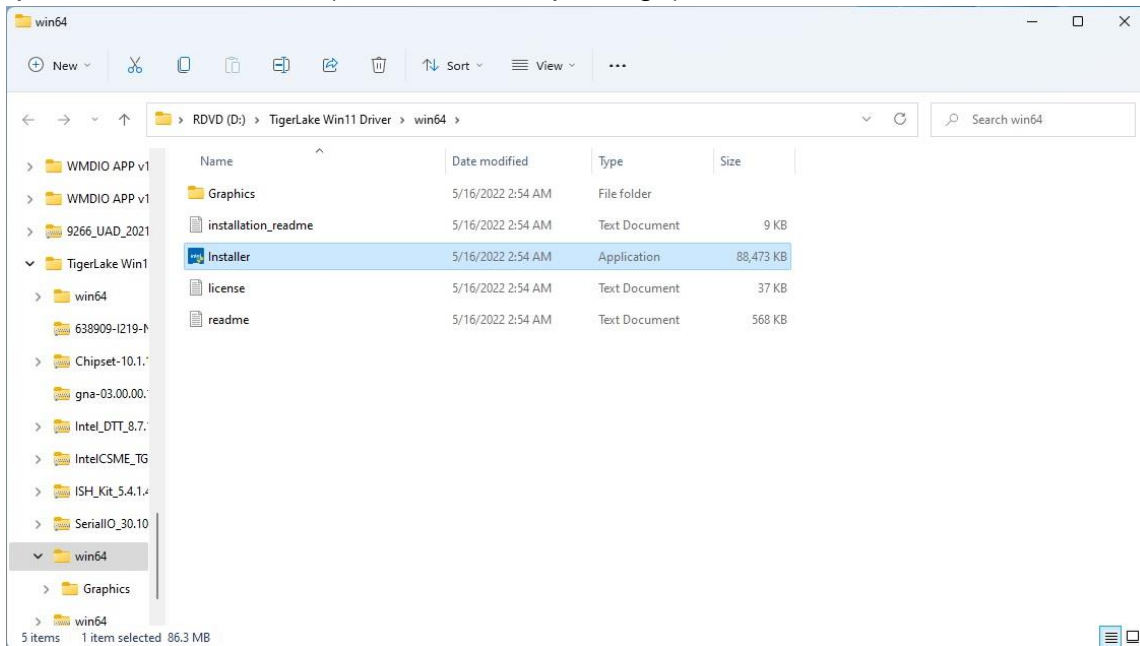 win64
New
Sort
View
RDVD (D:) > TigerLake Win11 Driver > win64 >
Search win64
Name Date modified Type Size
Graphics 5/16/2022 2:54 AM File folder
installation_readme 5/16/2022 2:54 AM Text Document 9 KB
Installer 5/16/2022 2:54 AM Application 88,473 KB
license 5/16/2022 2:54 AM Text Document 37 KB
readme 5/16/2022 2:54 AM Text Document 568 KB
WMDIO APP v1
WMDIO APP v1
9266_UAD_2021
TigerLake Win1
win64
638909-I219-N
Chipset-10.1.1
gna-03.00.00.
Intel_DTT_8.7.
IntelCSME_TG
ISH_Kit_5.4.1.4
SerialIO_30.10
win64
Graphics
win64
5 items 1 item selected 86.3 MB